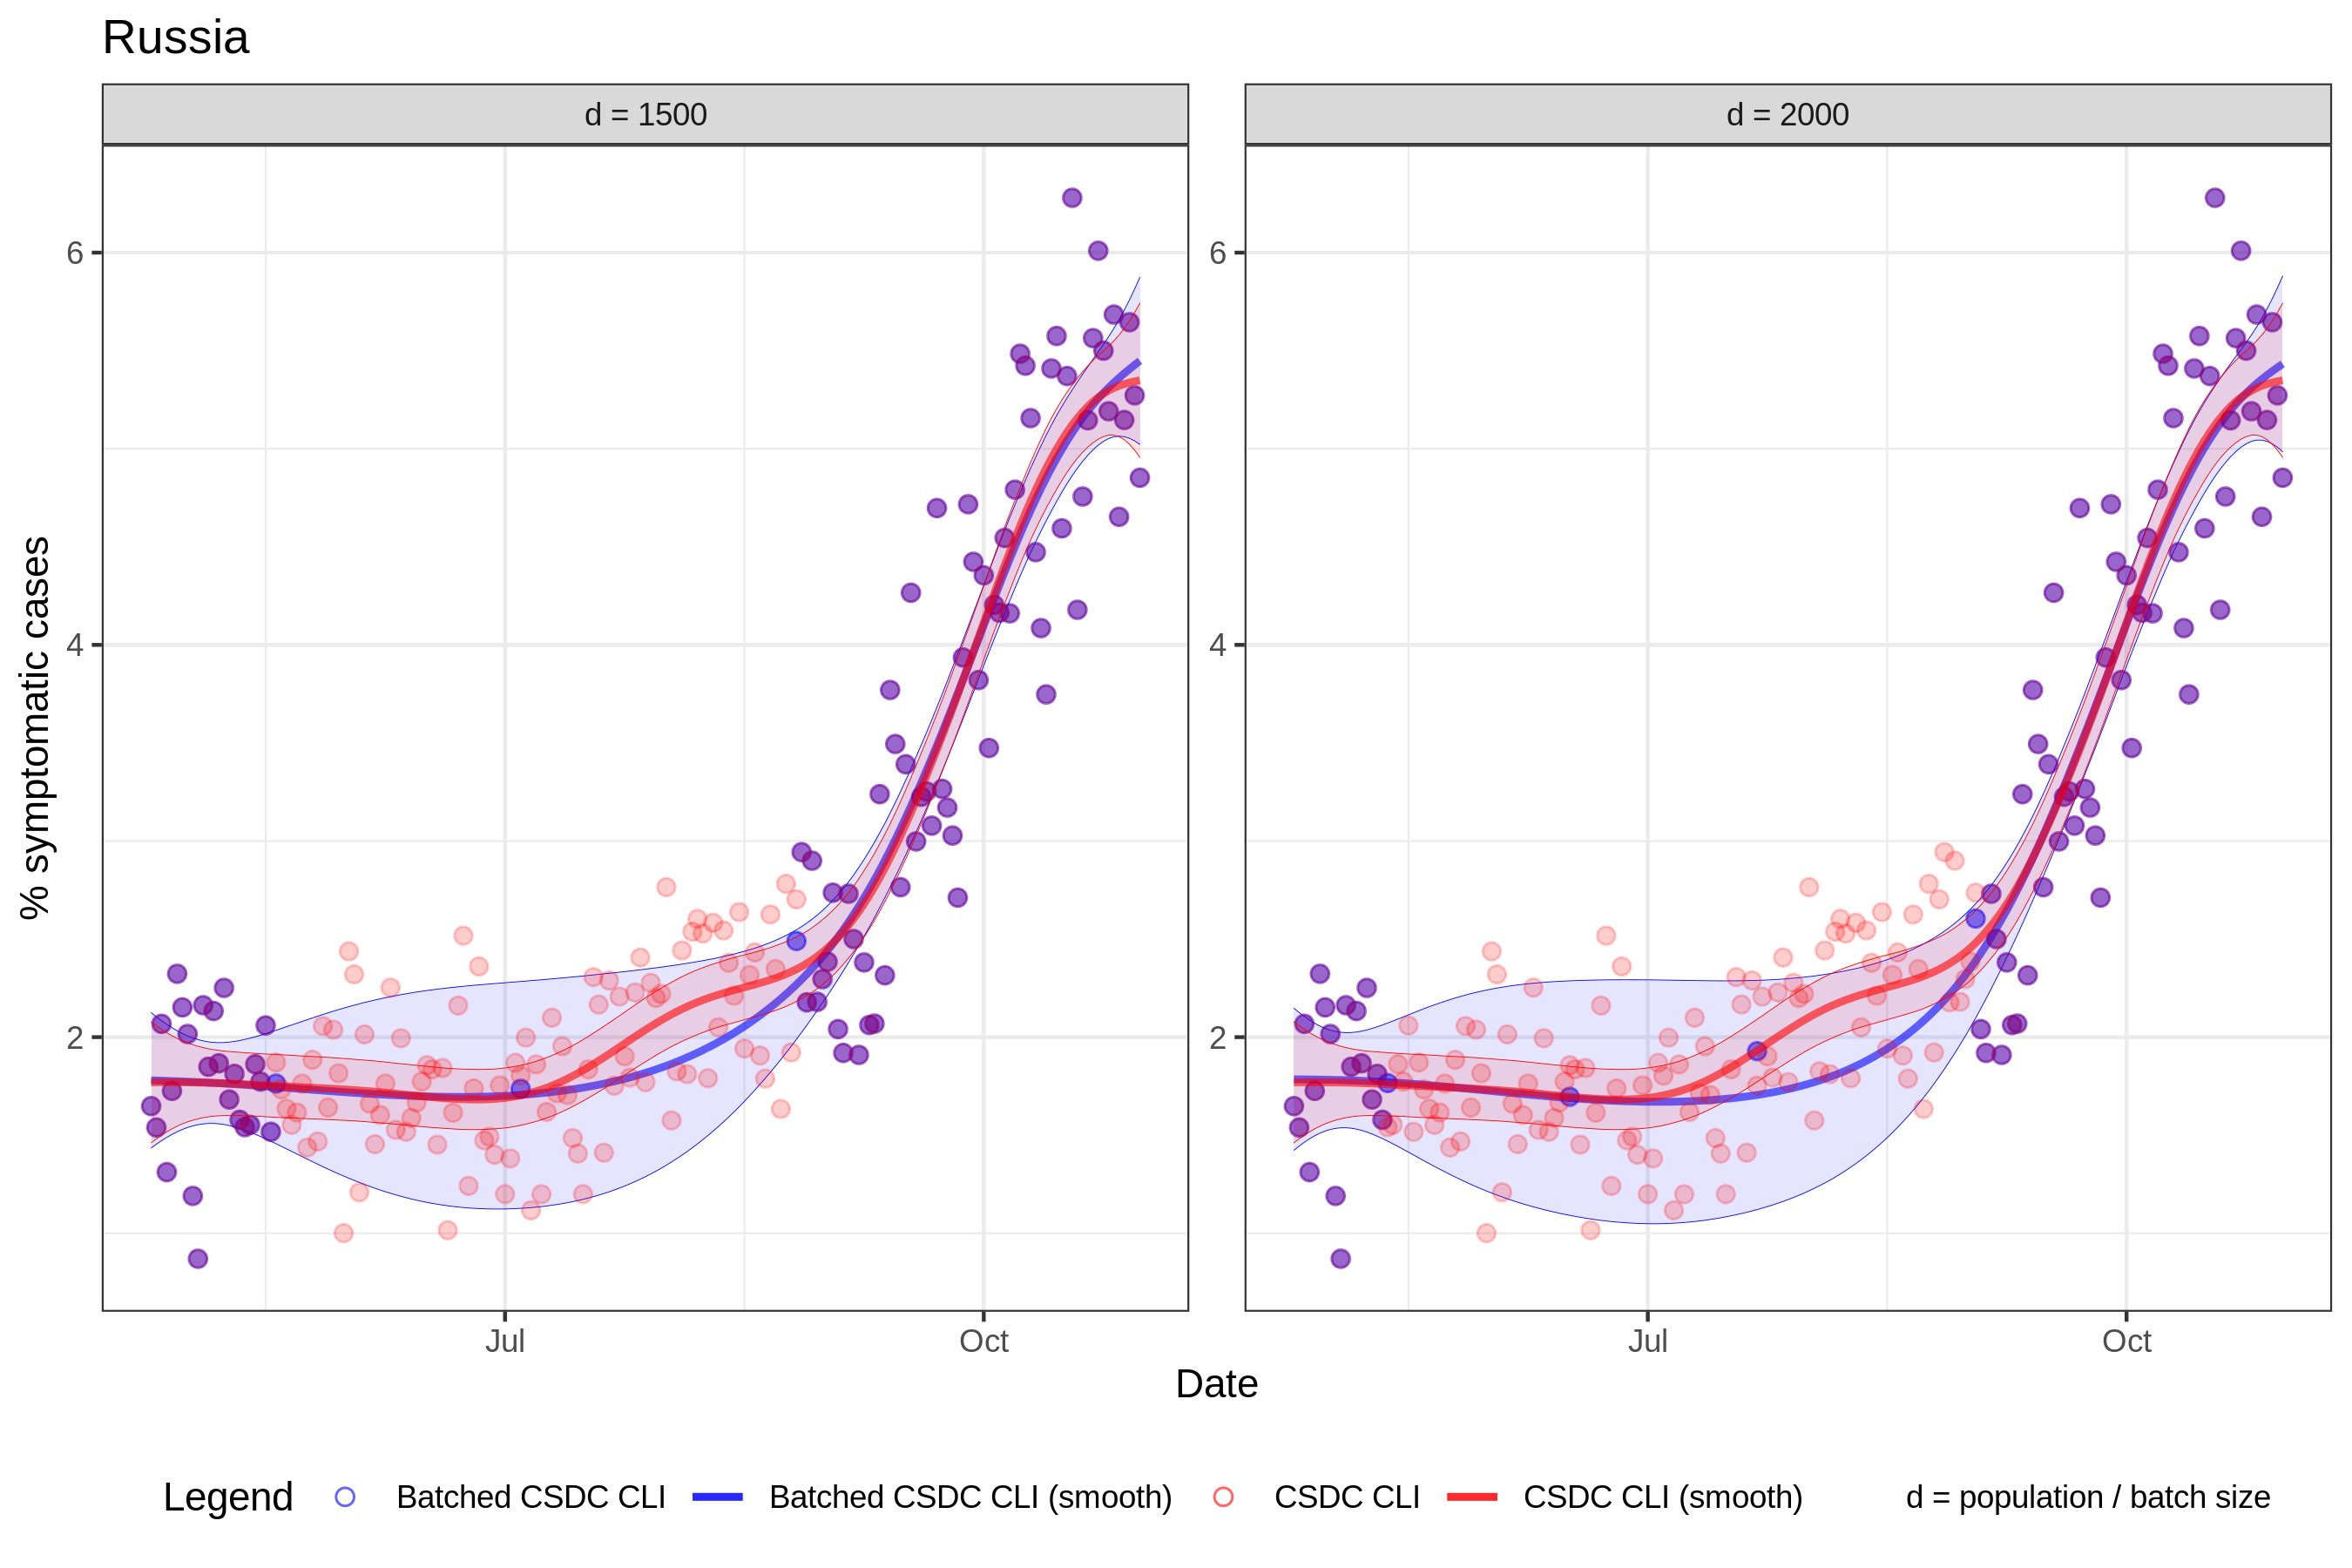 Russia
d = 1500
d = 2000
% symptomatic cases
6
4
2
6
4
2
Jul
Oct
Jul
Oct
Date
Legend
Batched CSDC CLI
Batched CSDC CLI (smooth)
CSDC CLI
CSDC CLI (smooth)
d = population / batch size